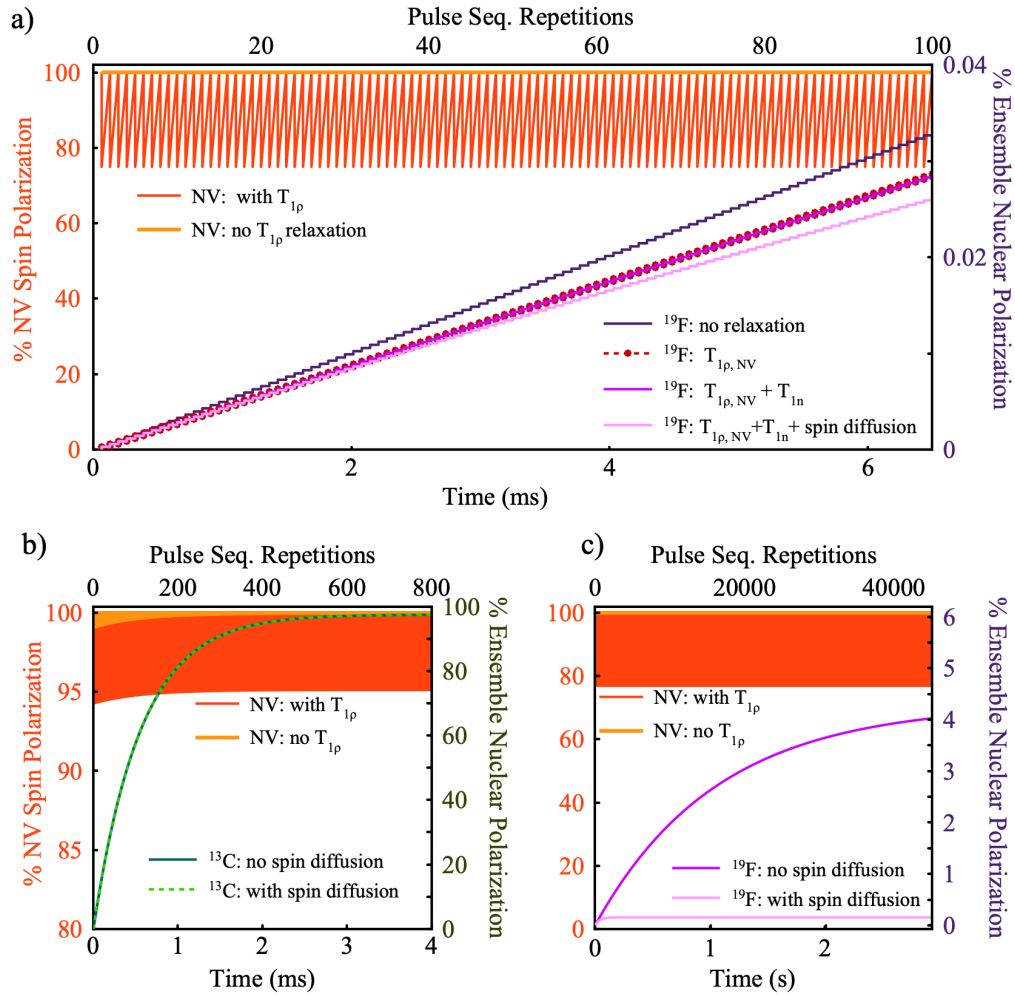 a)
Pulse Seq. Repetitions
0 20 40 60 80 100
100 0.04
80
60
40
20
0
0.02
0
% NV Spin Polarization
% Ensemble Nuclear Polarization
NV: with T1ρ
NV: no T1ρ relaxation
19F: no relaxation
19F: T1ρ, NV
19F: T1ρ, NV + T1n
19F: T1ρ, NV+T1n+ spin diffusion
0 2 4 6
Time (ms)
b)
Pulse Seq. Repetitions
0 200 400 600 800
100
95
90
85
80
% NV Spin Polarization
100
80
60
40
20
0
% Ensemble Nuclear Polarization
NV: with T1ρ
NV: no T1ρ
13C: no spin diffusion
13C: with spin diffusion
0 1 2 3 4
Time (ms)
c)
Pulse Seq. Repetitions
0 20000 40000
100
80
60
40
20
0
6
5
4
3
2
1
0
% Ensemble Nuclear Polarization
NV: with T1ρ
NV: no T1ρ
19F: no spin diffusion
19F: with spin diffusion
0 1 2
Time (s)